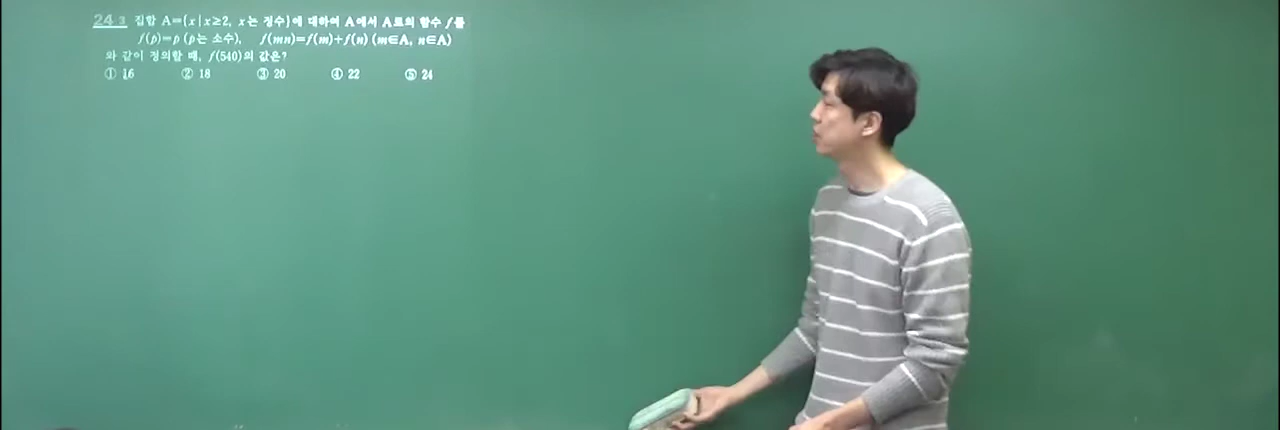 24 3 집합 A={x|x≥2, x는 정수}에 대하여 A에서 A로의 함수 f를
f(p)=p (p는 소수), f(mn)=f(m)+f(n) (m∈A, n∈A)
와 같이 정의할 때, f(540)의 값은?
① 16 ② 18 ③ 20 ④ 22 ⑤ 24